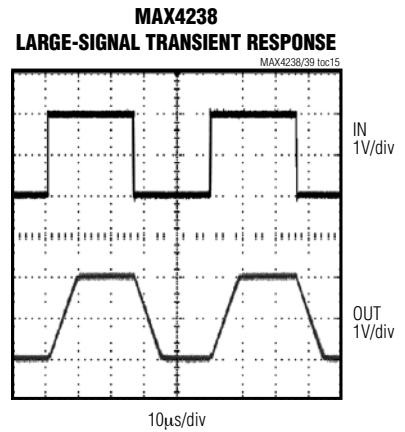 MAX4238
LARGE-SIGNAL TRANSIENT RESPONSE
MAX4238/39 toc15
IN
1V/div
OUT
1V/div
10μs/div